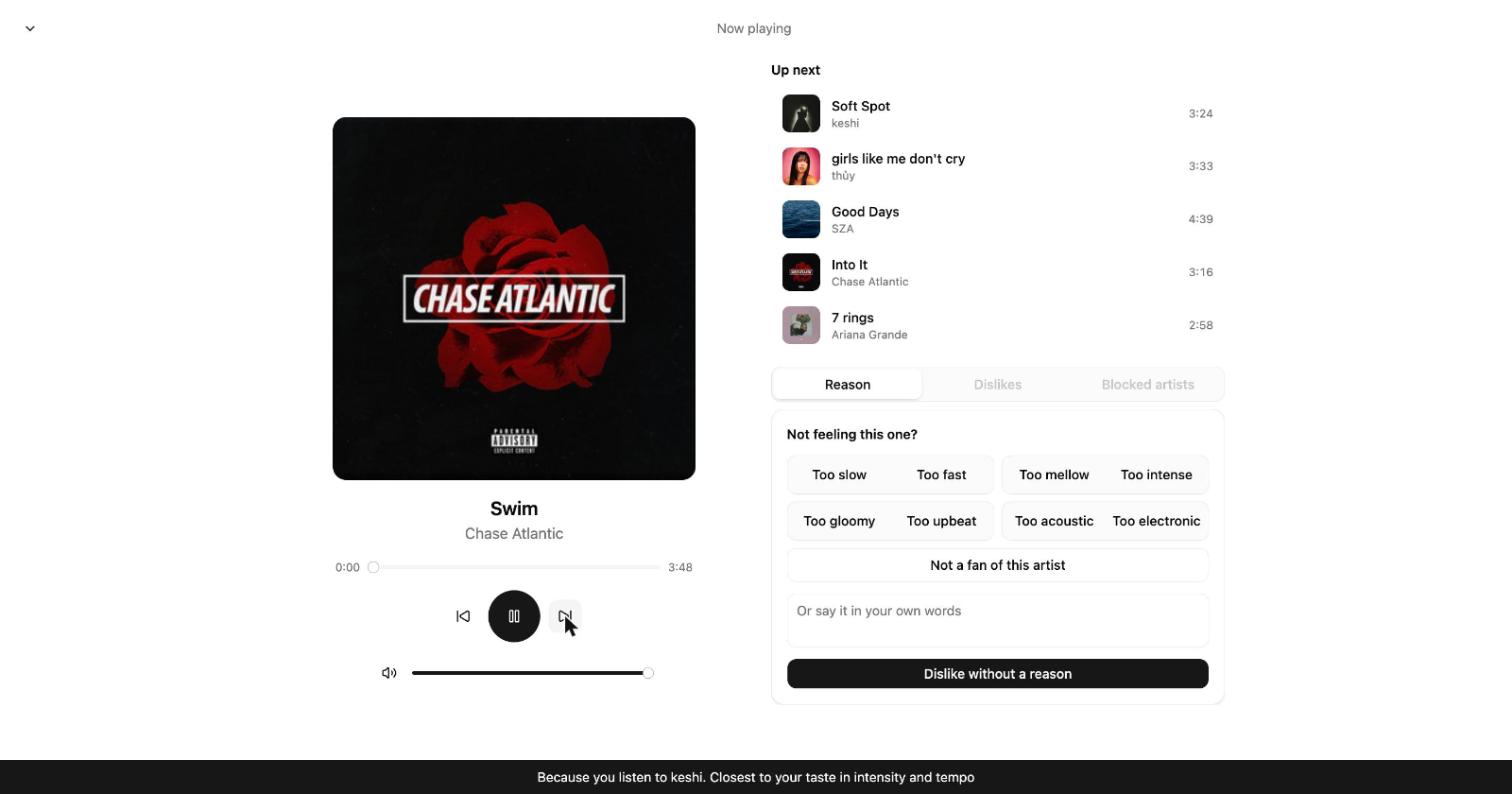 Now playing
CHASE ATLANTIC
PARENTAL
ADVISORY
EXPLICIT CONTENT
Swim
Chase Atlantic
0:00
3:48
Up next
Soft Spot
keshi
3:24
girls like me don't cry
thủy
3:33
Good Days
SZA
4:39
Into It
Chase Atlantic
3:16
7 rings
Ariana Grande
2:58
Reason
Dislikes
Blocked artists
Not feeling this one?
Too slow
Too fast
Too mellow
Too intense
Too gloomy
Too upbeat
Too acoustic
Too electronic
Not a fan of this artist
Or say it in your own words
Dislike without a reason
Because you listen to keshi. Closest to your taste in intensity and tempo